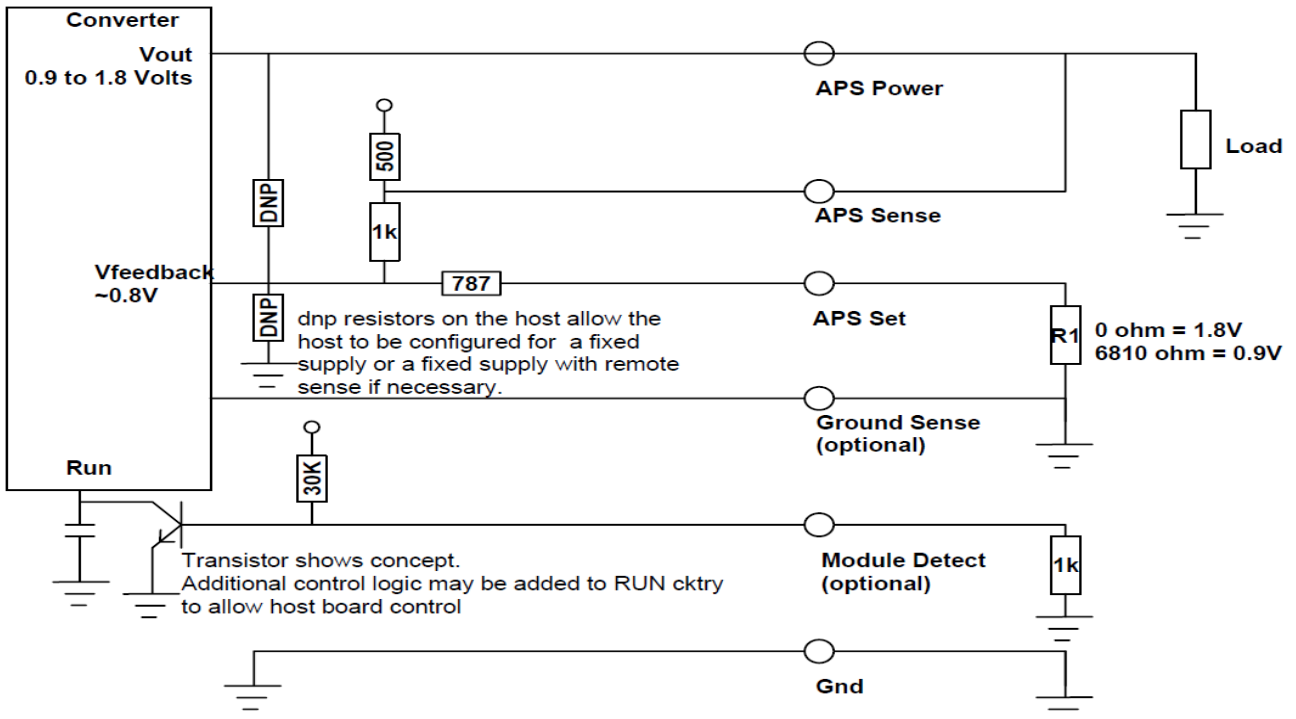 Converter
Vout
0.9 to 1.8 Volts
APS Power
500
Load
DNP
1k
APS Sense
Vfeedback
~0.8V
787
DNP
APS Set
R1
0 ohm = 1.8V
6810 ohm = 0.9V
dnp resistors on the host allow the
host to be configured for a fixed
supply or a fixed supply with remote
sense if necessary.
Ground Sense
(optional)
Run
30K
Transistor shows concept.
Additional control logic may be added to RUN cktry
to allow host board control
Module Detect
(optional)
1k
Gnd